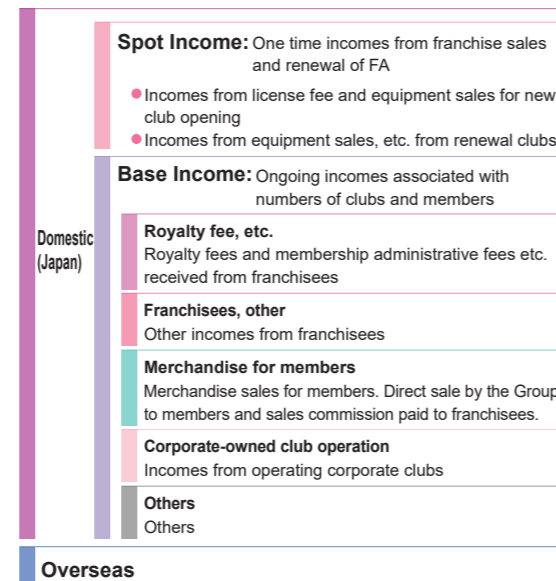 Spot Income: One time incomes from franchise sales
and renewal of FA
●Incomes from license fee and equipment sales for new
club opening
●Incomes from equipment sales, etc. from renewal clubs
Base Income: Ongoing incomes associated with
numbers of clubs and members
Domestic
(Japan)
Royalty fee, etc.
Royalty fees and membership administrative fees etc.
received from franchisees
Franchisees, other
Other incomes from franchisees
Merchandise for members
Merchandise sales for members. Direct sale by the Group
to members and sales commission paid to franchisees.
Corporate-owned club operation
Incomes from operating corporate clubs
Others
Others
Overseas